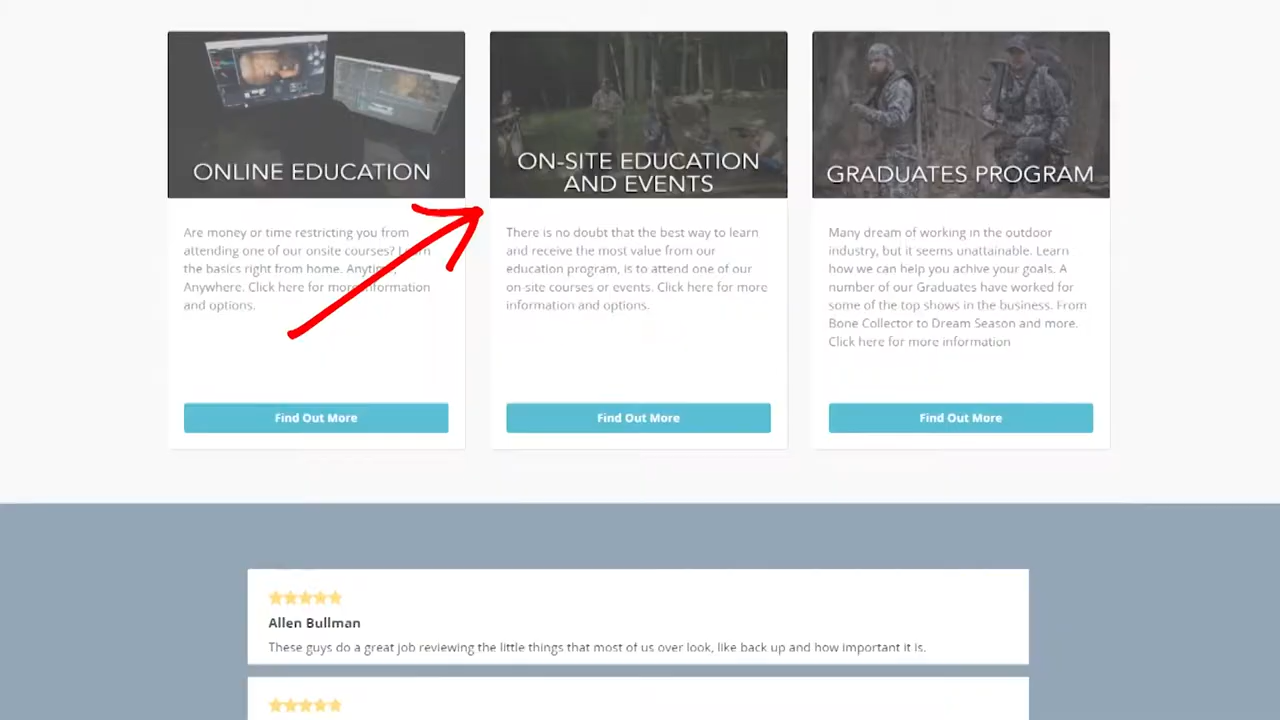 ONLINE EDUCATION
Are money or time restricting you from
attending one of our onsite courses? Learn
the basics right from home. Anytime,
Anywhere. Click here for more information
and options.
Find Out More
ON-SITE EDUCATION
AND EVENTS
There is no doubt that the best way to learn
and receive the most value from our
education program, is to attend one of our
on-site courses or events. Click here for more
information and options.
Find Out More
GRADUATES PROGRAM
Many dream of working in the outdoor
industry, but it seems unattainable. Learn
how we can help you achive your goals. A
number of our Graduates have worked for
some of the top shows in the business. From
Bone Collector to Dream Season and more.
Click here for more information
Find Out More
Allen Bullman
These guys do a great job reviewing the little things that most of us over look, like back up and how important it is.